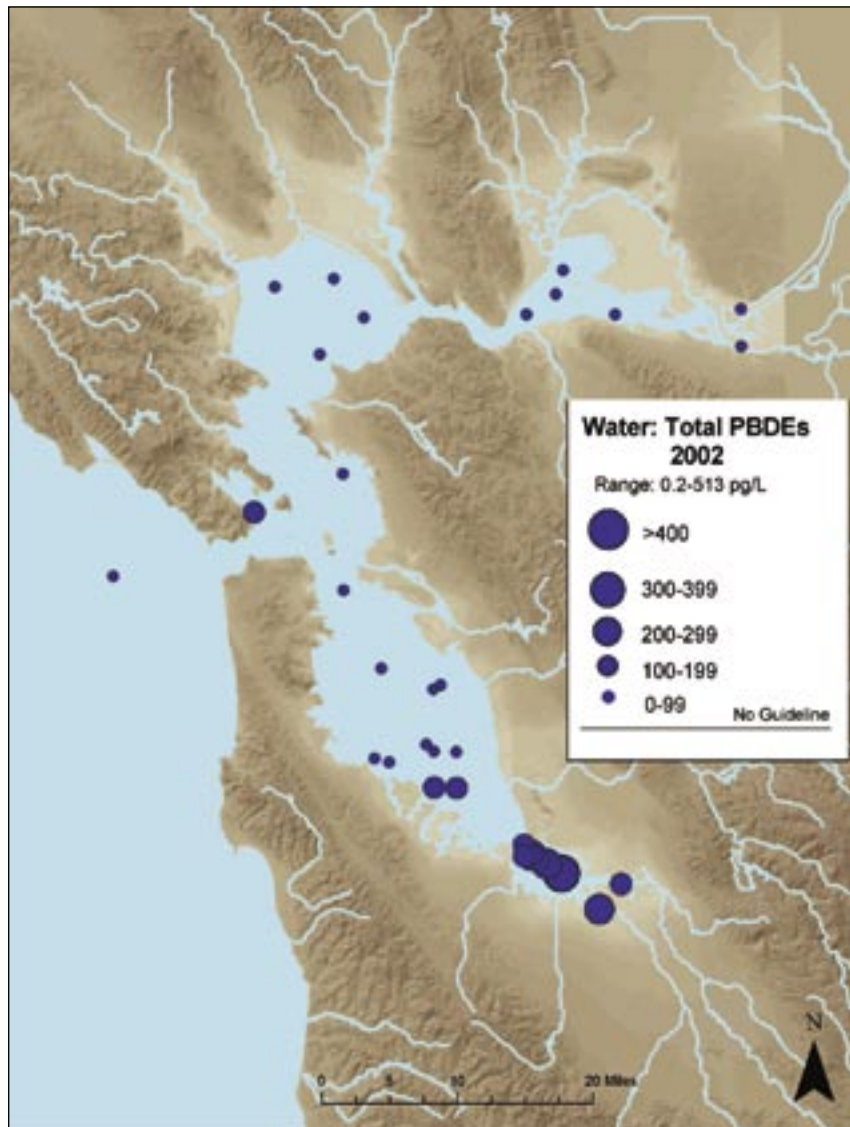 Water: Total PBDEs
2002
Range: 0.2-513 pg/L
>400
300-399
200-299
100-199
0-99
No Guideline
N
0 5 10 20 Miles